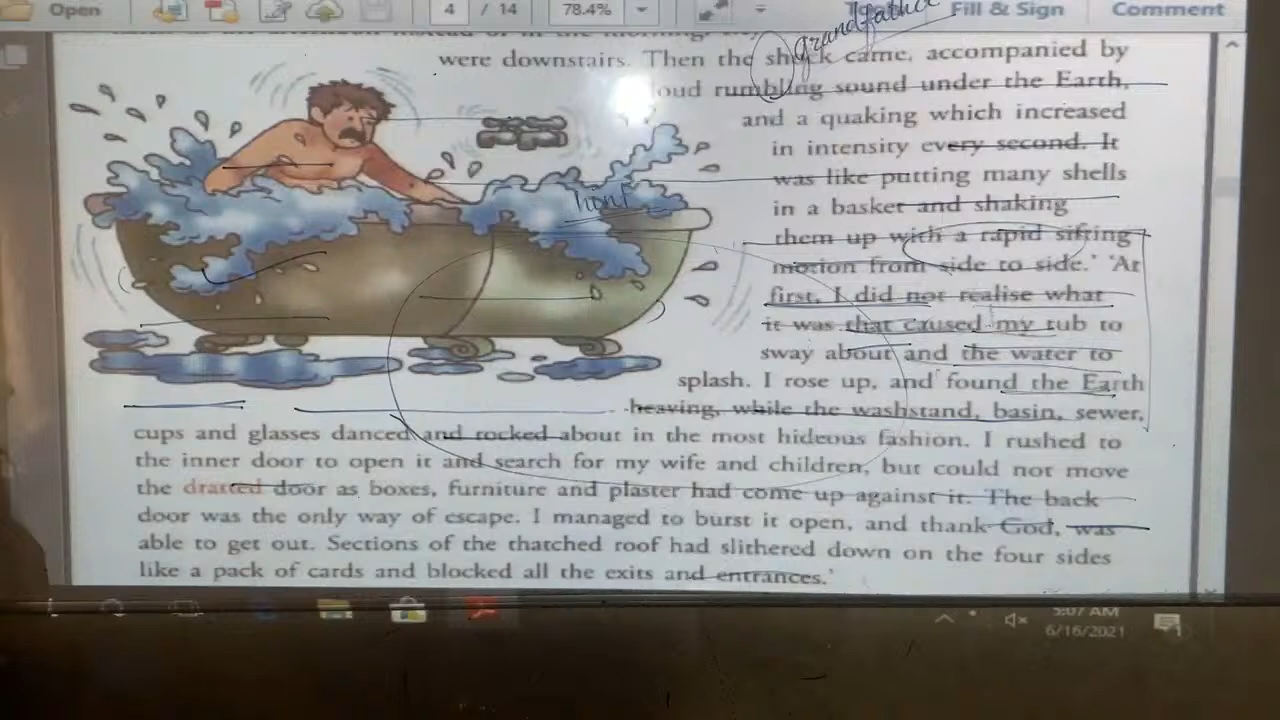 Open
4 / 14
78.4%
Fill & Sign
Comment
were downstairs. Then the shock came, accompanied by
loud rumbling sound under the Earth,
and a quaking which increased
in intensity every second. It
was like putting many shells
in a basket and shaking
them up with a rapid sifting
motion from side to side.' 'At
first, I did not realise what
it was that caused my tub to
sway about and the water to
splash. I rose up, and found the Earth
heaving, while the washstand, basin, sewer,
cups and glasses danced and rocked about in the most hideous fashion. I rushed to
the inner door to open it and search for my wife and children, but could not move
the dratted door as boxes, furniture and plaster had come up against it. The back
door was the only way of escape. I managed to burst it open, and thank God, was
able to get out. Sections of the thatched roof had slithered down on the four sides
like a pack of cards and blocked all the exits and entrances.'
grandfather
5:07 AM
6/16/2021